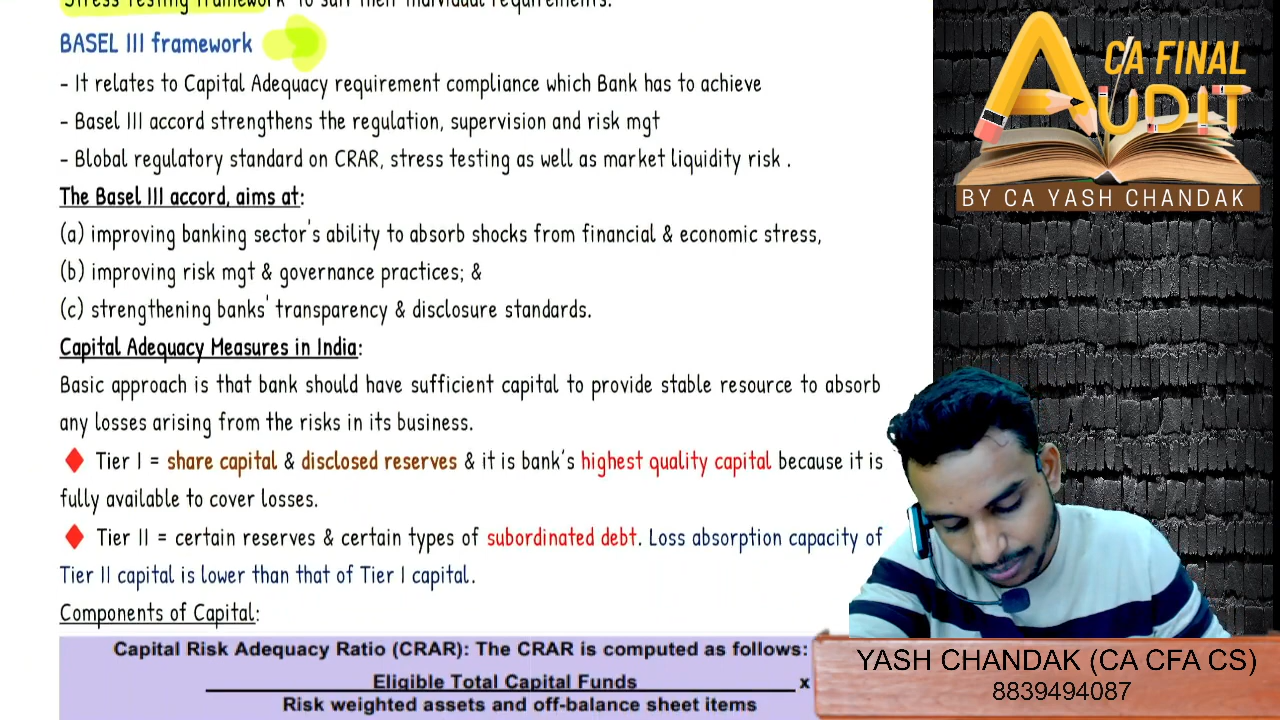 Stress Testing framework to suit their individual requirements.
BASEL III framework
- It relates to Capital Adequacy requirement compliance which Bank has to achieve
- Basel III accord strengthens the regulation, supervision and risk mgt
- Blobal regulatory standard on CRAR, stress testing as well as market liquidity risk .
The Basel III accord, aims at:
(a) improving banking sector's ability to absorb shocks from financial & economic stress,
(b) improving risk mgt & governance practices; &
(c) strengthening banks' transparency & disclosure standards.
Capital Adequacy Measures in India:
Basic approach is that bank should have sufficient capital to provide stable resource to absorb
any losses arising from the risks in its business.
Tier I = share capital & disclosed reserves & it is bank's highest quality capital because it is
fully available to cover losses.
Tier II = certain reserves & certain types of subordinated debt. Loss absorption capacity of
Tier II capital is lower than that of Tier I capital.
Components of Capital:
Capital Risk Adequacy Ratio (CRAR): The CRAR is computed as follows:
Eligible Total Capital Funds x
Risk weighted assets and off-balance sheet items
CA FINAL
AUDIT
BY CA YASH CHANDAK
YASH CHANDAK (CA CFA CS)
8839494087